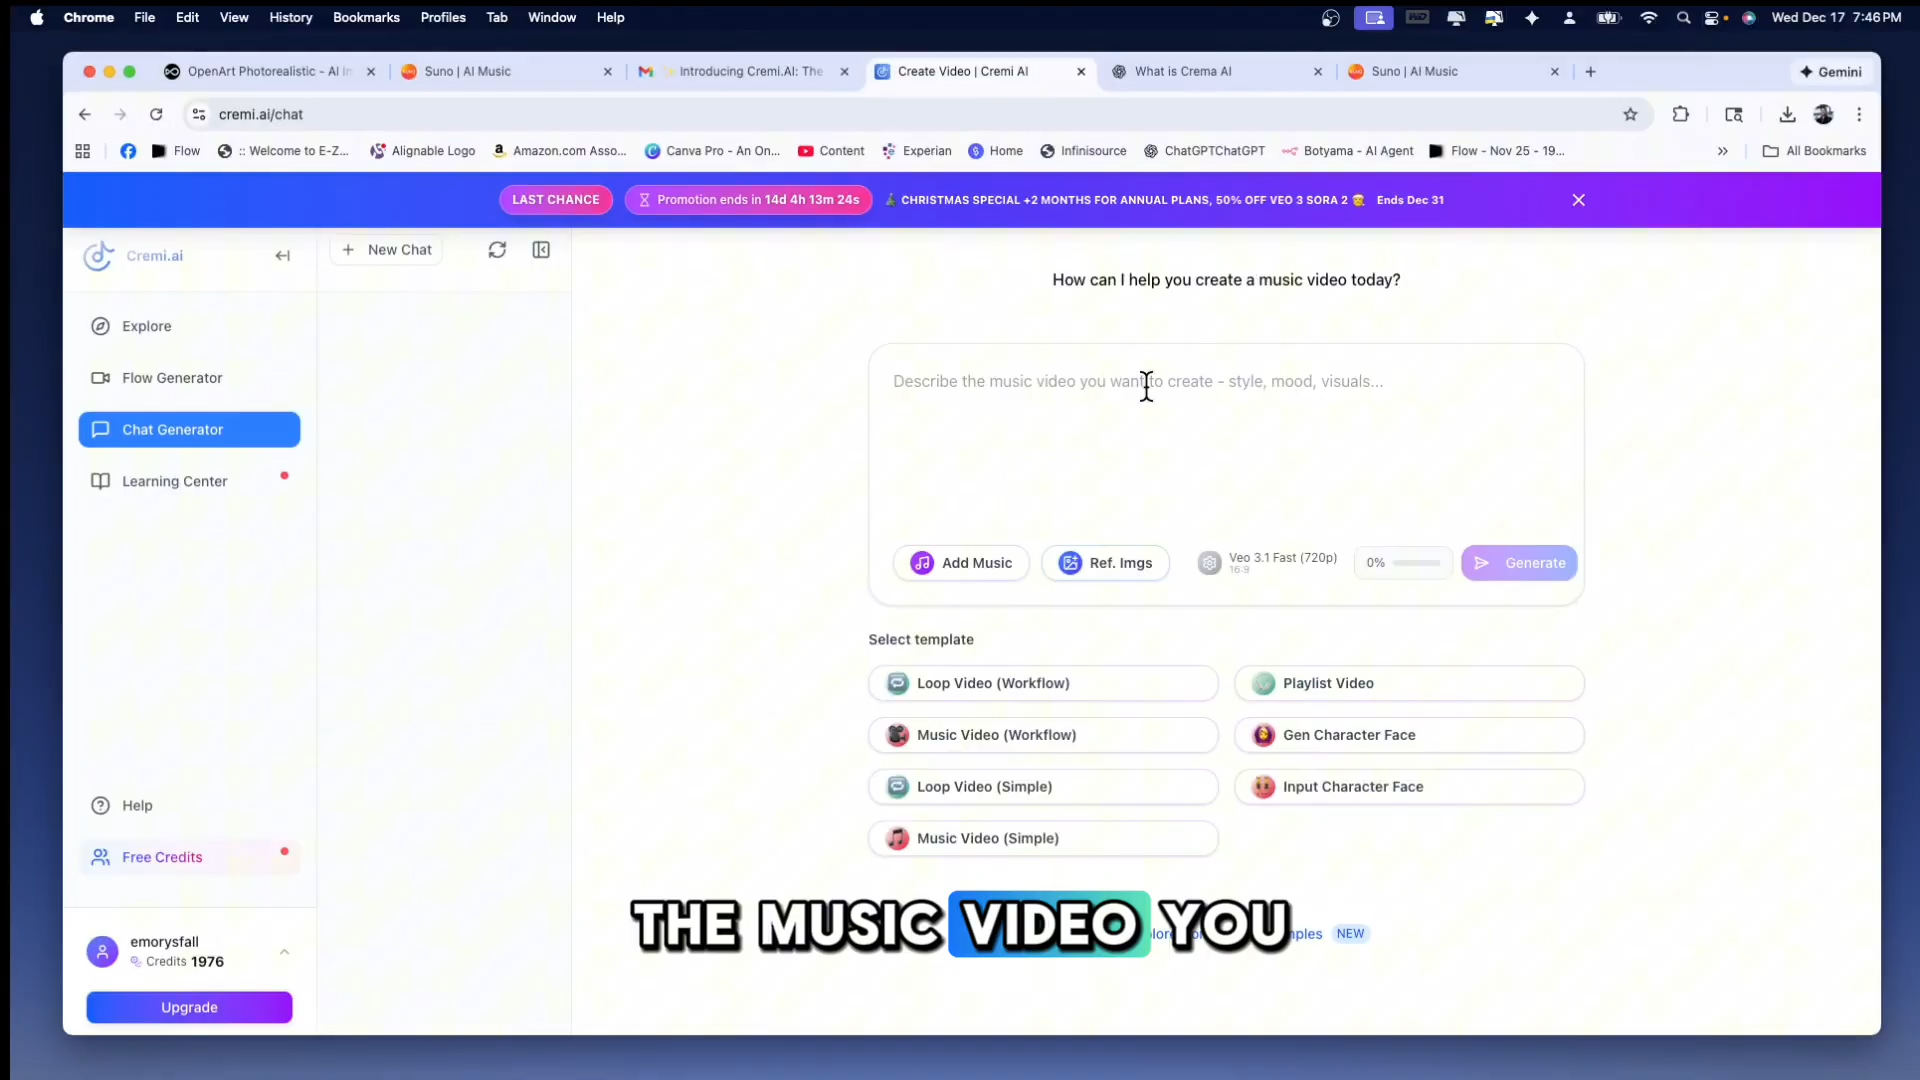 Chrome File Edit View History Bookmarks Profiles Tab Window Help Wed Dec 17 7:46 PM
OpenArt Photorealistic - AI In Suno | AI Music Introducing Cremi.AI: The Create Video | Cremi AI What is Crema AI Suno | AI Music Gemini
cremi.ai/chat
Flow :: Welcome to E-Z... Alignable Logo Amazon.com Asso... Canva Pro - An On... Content Experian Home Infinisource ChatGPTChatGPT Botyama - AI Agent Flow - Nov 25 - 19... » All Bookmarks
LAST CHANCE Promotion ends in 14d 4h 13m 24s CHRISTMAS SPECIAL +2 MONTHS FOR ANNUAL PLANS, 50% OFF VEO 3 SORA 2 Ends Dec 31
Cremi.ai
+ New Chat
How can I help you create a music video today?
Explore
Flow Generator
Chat Generator
Learning Center
Describe the music video you want to create - style, mood, visuals...
Add Music Ref. Imgs Veo 3.1 Fast (720p) 0% Generate
16:9
Select template
Loop Video (Workflow) Playlist Video
Music Video (Workflow) Gen Character Face
Loop Video (Simple) Input Character Face
Music Video (Simple)
Help
Free Credits
THE MUSIC VIDEO YOU
NEW
emorysfall
Credits 1976
Upgrade